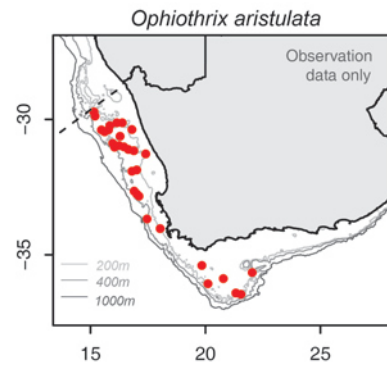 Ophiothrix aristulata
Observation
data only
-30
-35
200m
400m
1000m
15
20
25